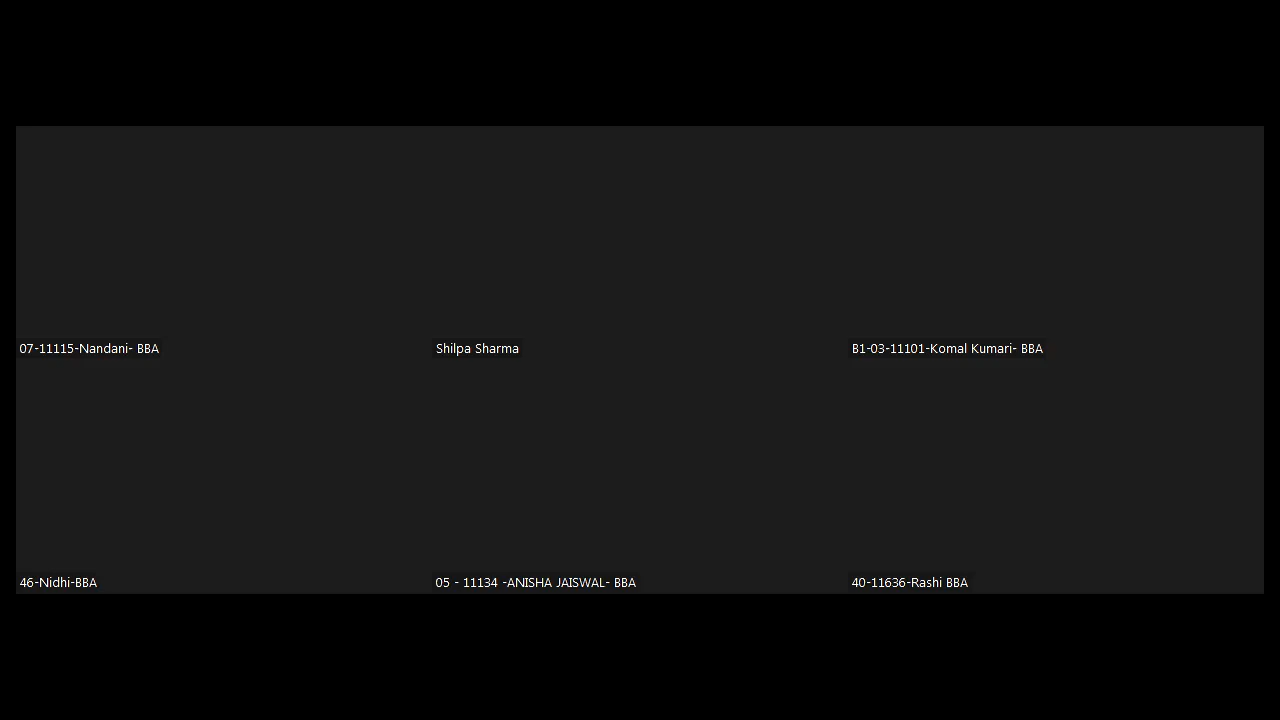 07-11115-Nandani- BBA
Shilpa Sharma
B1-03-11101-Komal Kumari- BBA
46-Nidhi-BBA
05 - 11134 -ANISHA JAISWAL- BBA
40-11636-Rashi BBA